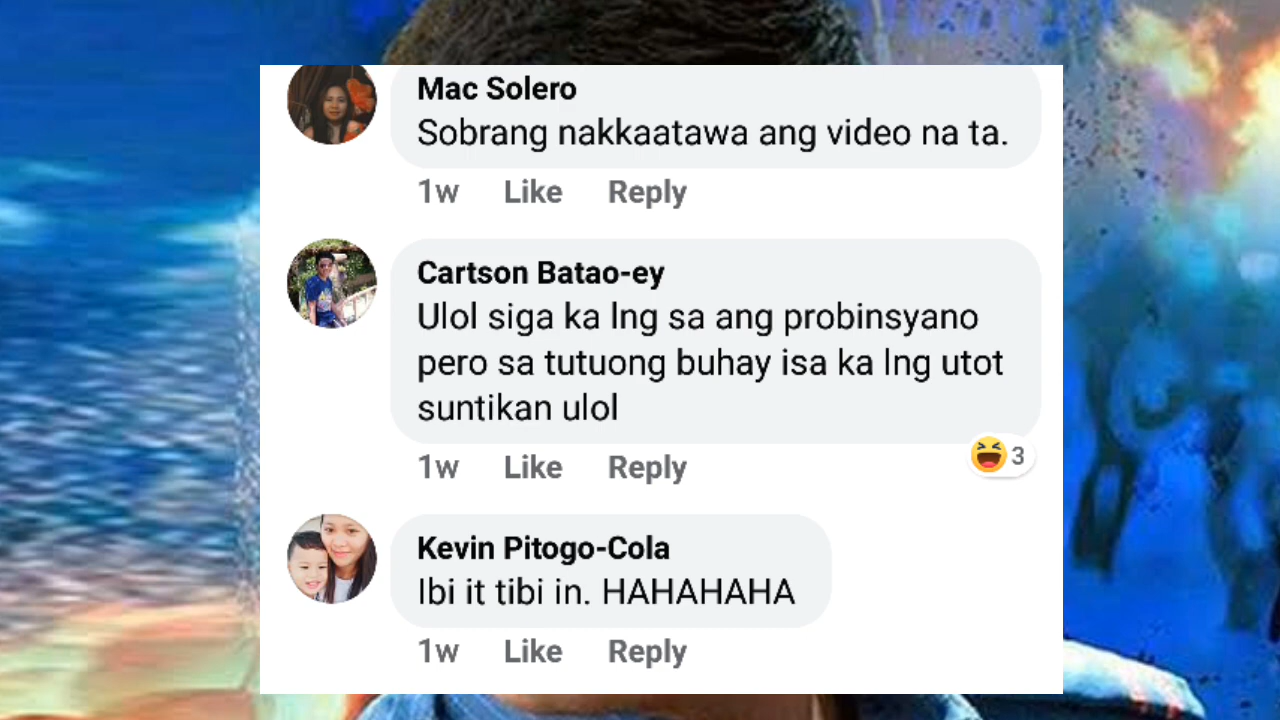 Mac Solero
Sobrang nakkaatawa ang video na ta.
1w Like Reply
Cartson Batao-ey
Ulol siga ka lng sa ang probinsyano
pero sa tutuong buhay isa ka lng utot
suntikan ulol
1w Like Reply 3
Kevin Pitogo-Cola
Ibi it tibi in. HAHAHAHA
1w Like Reply